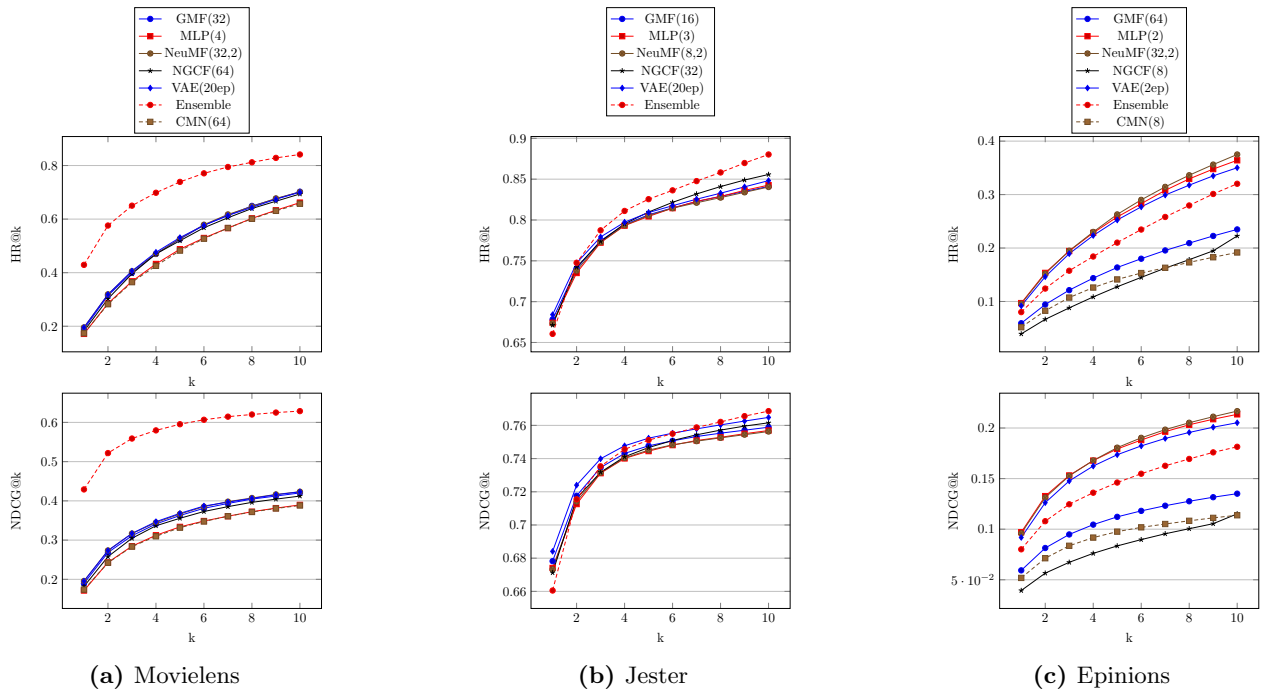 GMF(32)
MLP(4)
NeuMF(32,2)
NGCF(64)
VAE(20ep)
Ensemble
CMN(64)
0.8
0.6
0.4
0.2
HR@k
2 4 6 8 10
k
0.6
0.5
0.4
0.3
0.2
NDCG@k
2 4 6 8 10
k
(a) Movielens
GMF(16)
MLP(3)
NeuMF(8,2)
NGCF(32)
VAE(20ep)
Ensemble
0.9
0.85
0.8
0.75
0.7
0.65
HR@k
2 4 6 8 10
k
0.76
0.74
0.72
0.7
0.68
0.66
NDCG@k
2 4 6 8 10
k
(b) Jester
GMF(64)
MLP(2)
NeuMF(32,2)
NGCF(8)
VAE(2ep)
Ensemble
CMN(8)
0.4
0.3
0.2
0.1
HR@k
2 4 6 8 10
k
0.2
0.15
0.1
5 · 10⁻²
NDCG@k
2 4 6 8 10
k
(c) Epinions